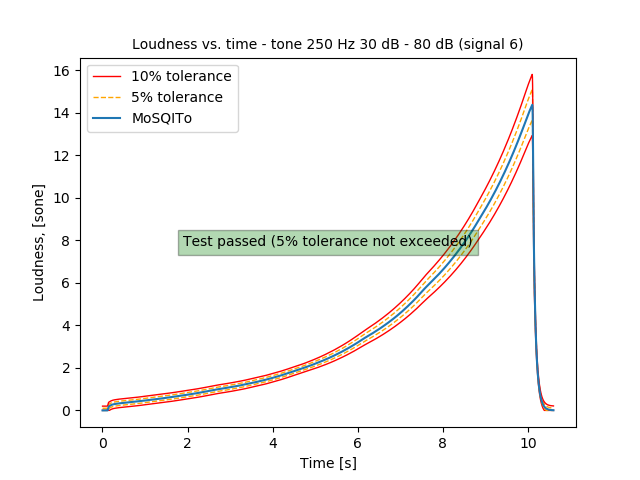 Loudness vs. time - tone 250 Hz 30 dB - 80 dB (signal 6)
10% tolerance
5% tolerance
MoSQITo
Test passed (5% tolerance not exceeded)
Loudness, [sone]
16
14
12
10
8
6
4
2
0
0 2 4 6 8 10
Time [s]